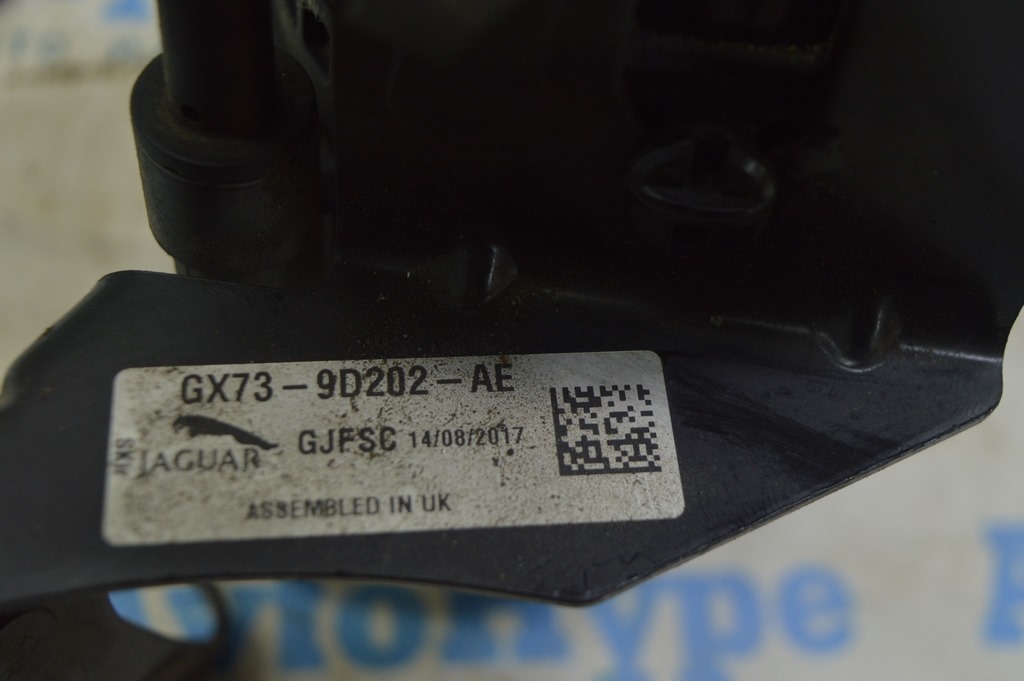 GX73-9D202-AE
GJFSC 14/08/2017
JAGUAR
ASSEMBLED IN UK